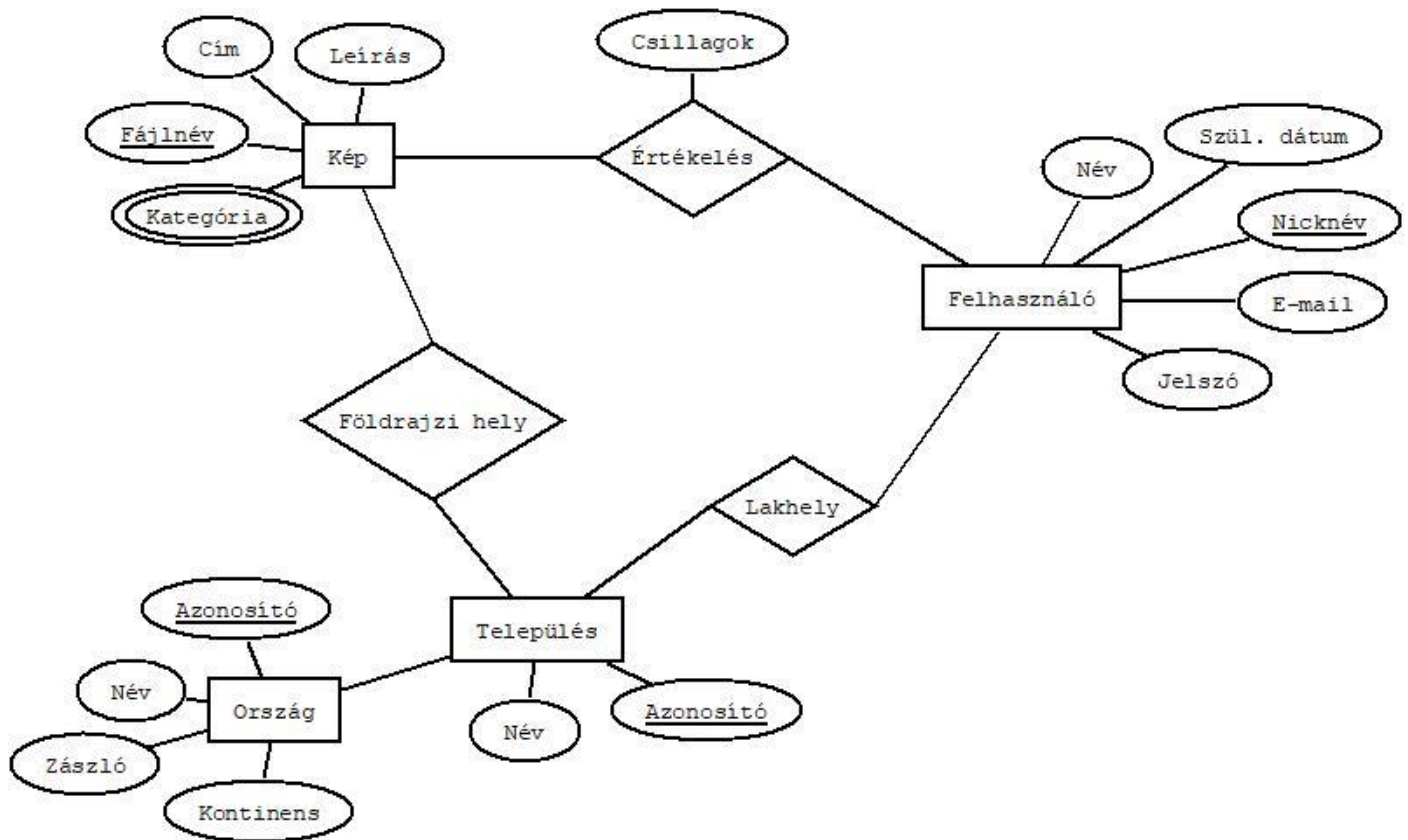 Csillagok
Cím
Leírás
Fájlnév
Kép
Értékelés
Szül. dátum
Név
Kategória
Nicknév
Felhasználó
E-mail
Jelszó
Földrajzi hely
Lakhely
Azonosító
Település
Név
Ország
Azonosító
Név
Zászló
Kontinens